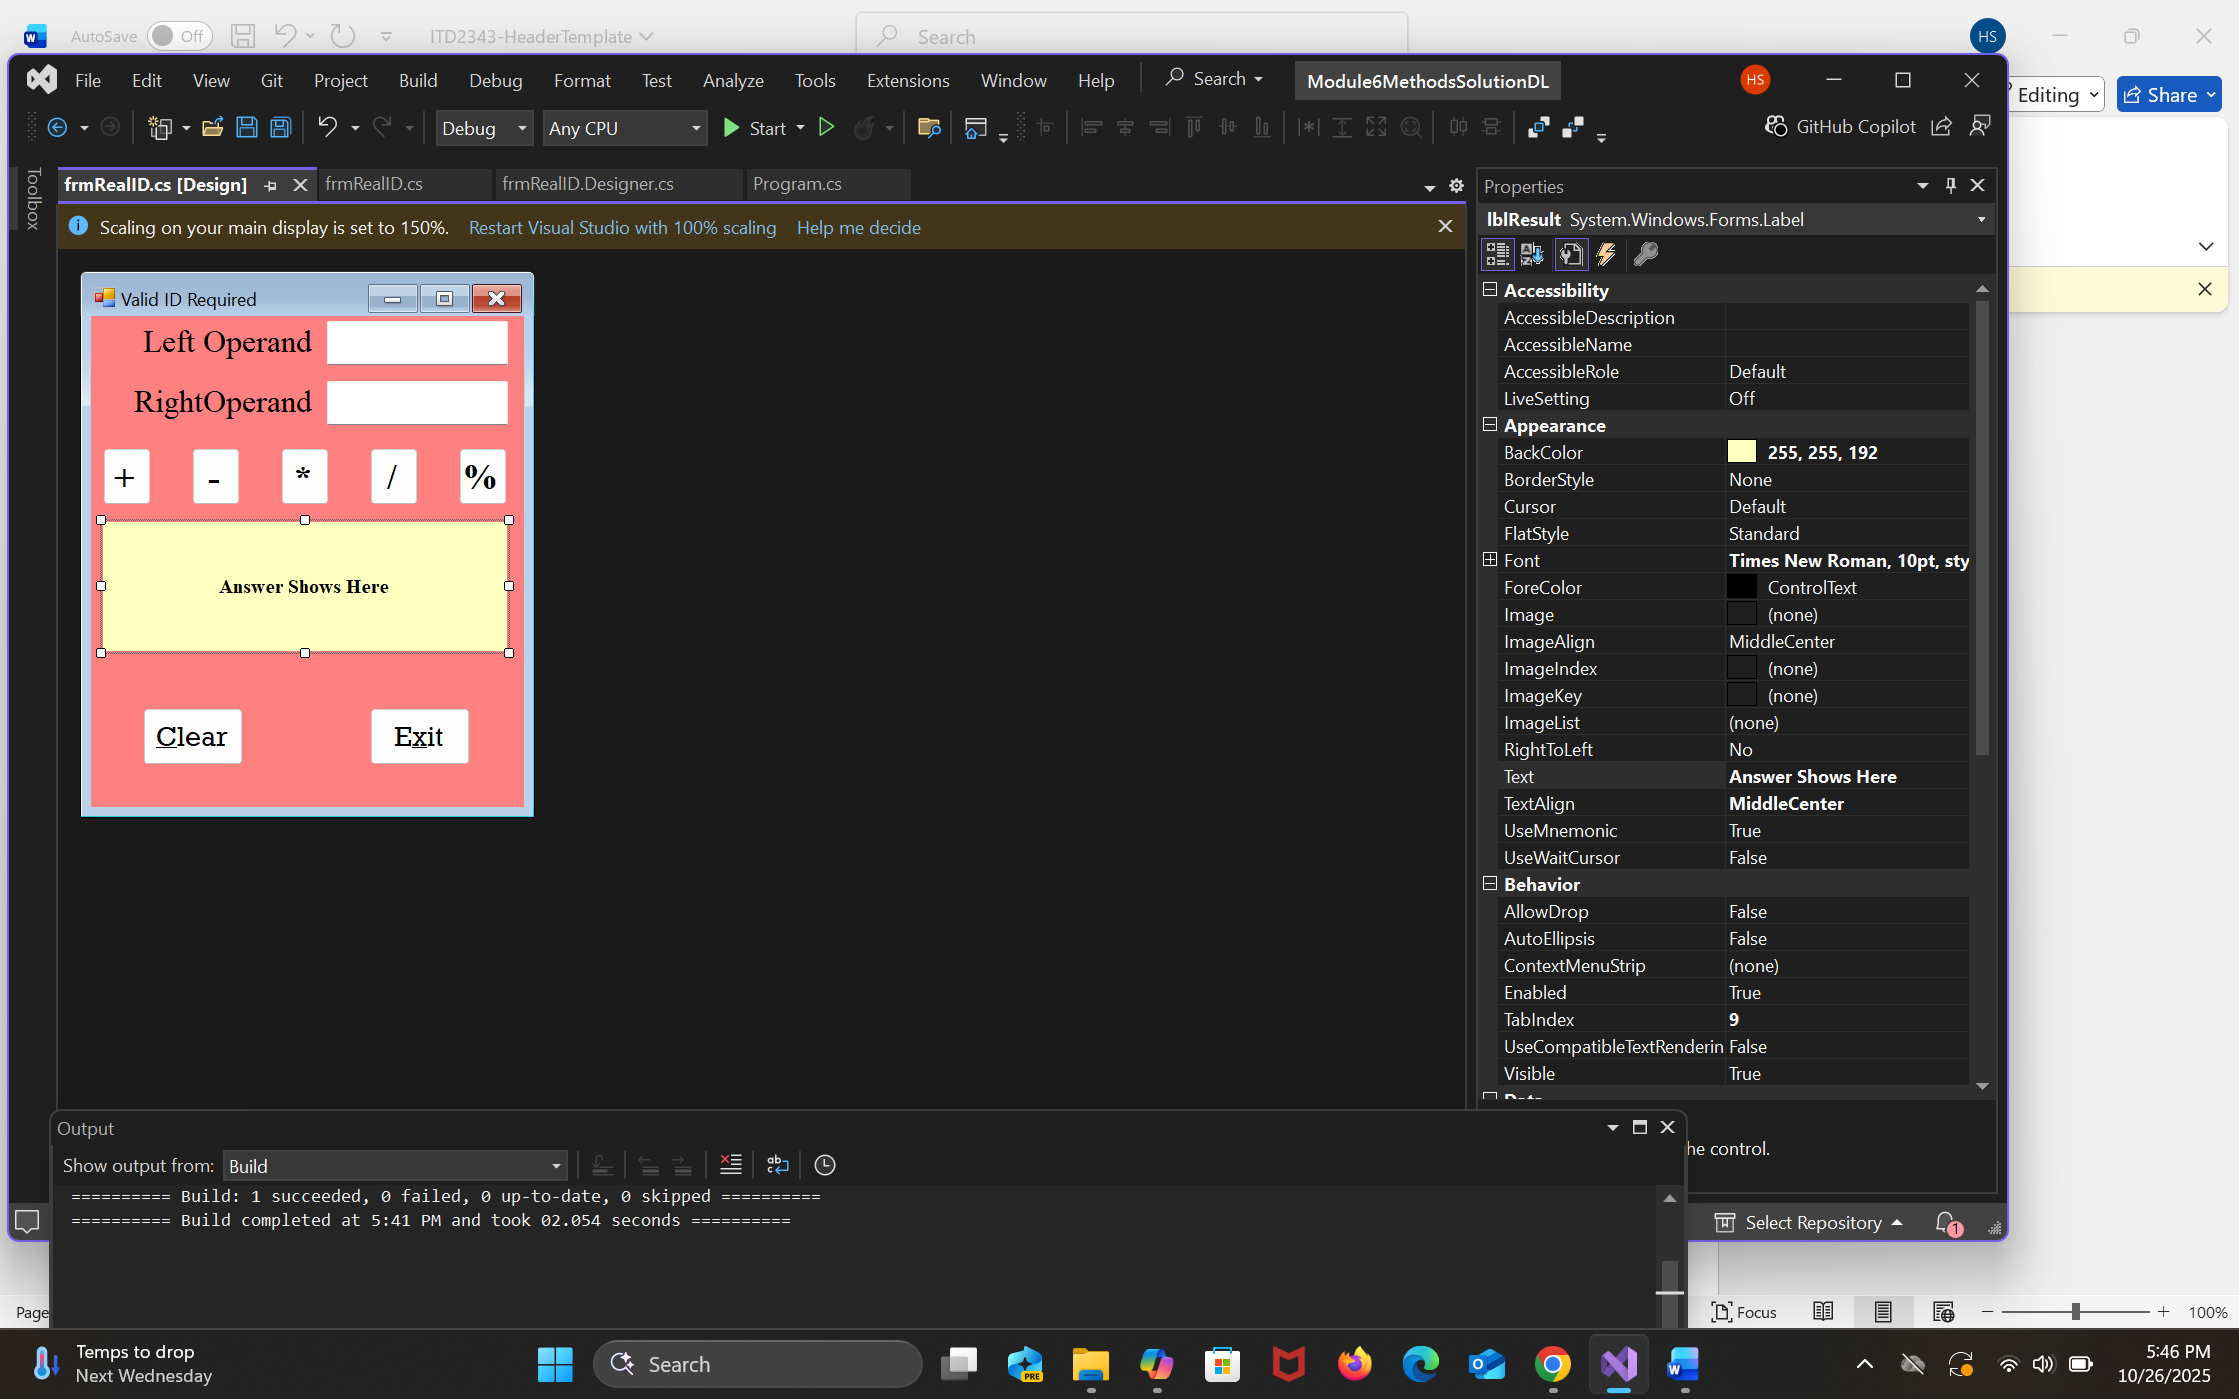 AutoSave Off ITD2343-HeaderTemplate Search HS
File Edit View Git Project Build Debug Format Test Analyze Tools Extensions Window Help Search Module6MethodsSolutionDL HS
Editing Share
Debug Any CPU Start GitHub Copilot
Toolbox
frmRealID.cs [Design] frmRealID.cs frmRealID.Designer.cs Program.cs
Scaling on your main display is set to 150%. Restart Visual Studio with 100% scaling Help me decide
Valid ID Required
Left Operand
RightOperand
+ - * / %
Answer Shows Here
Clear Exit
Properties
lblResult System.Windows.Forms.Label
Accessibility
AccessibleDescription
AccessibleName
AccessibleRole Default
LiveSetting Off
Appearance
BackColor 255, 255, 192
BorderStyle None
Cursor Default
FlatStyle Standard
Font Times New Roman, 10pt, sty
ForeColor ControlText
Image (none)
ImageAlign MiddleCenter
ImageIndex (none)
ImageKey (none)
ImageList (none)
RightToLeft No
Text Answer Shows Here
TextAlign MiddleCenter
UseMnemonic True
UseWaitCursor False
Behavior
AllowDrop False
AutoEllipsis False
ContextMenuStrip (none)
Enabled True
TabIndex 9
UseCompatibleTextRenderin False
Visible True
he control.
Output
Show output from: Build
========== Build: 1 succeeded, 0 failed, 0 up-to-date, 0 skipped ==========
========== Build completed at 5:41 PM and took 02.054 seconds ==========
Select Repository 1
Page Focus 100%
Temps to drop
Next Wednesday
Search
PRE
5:46 PM
10/26/2025